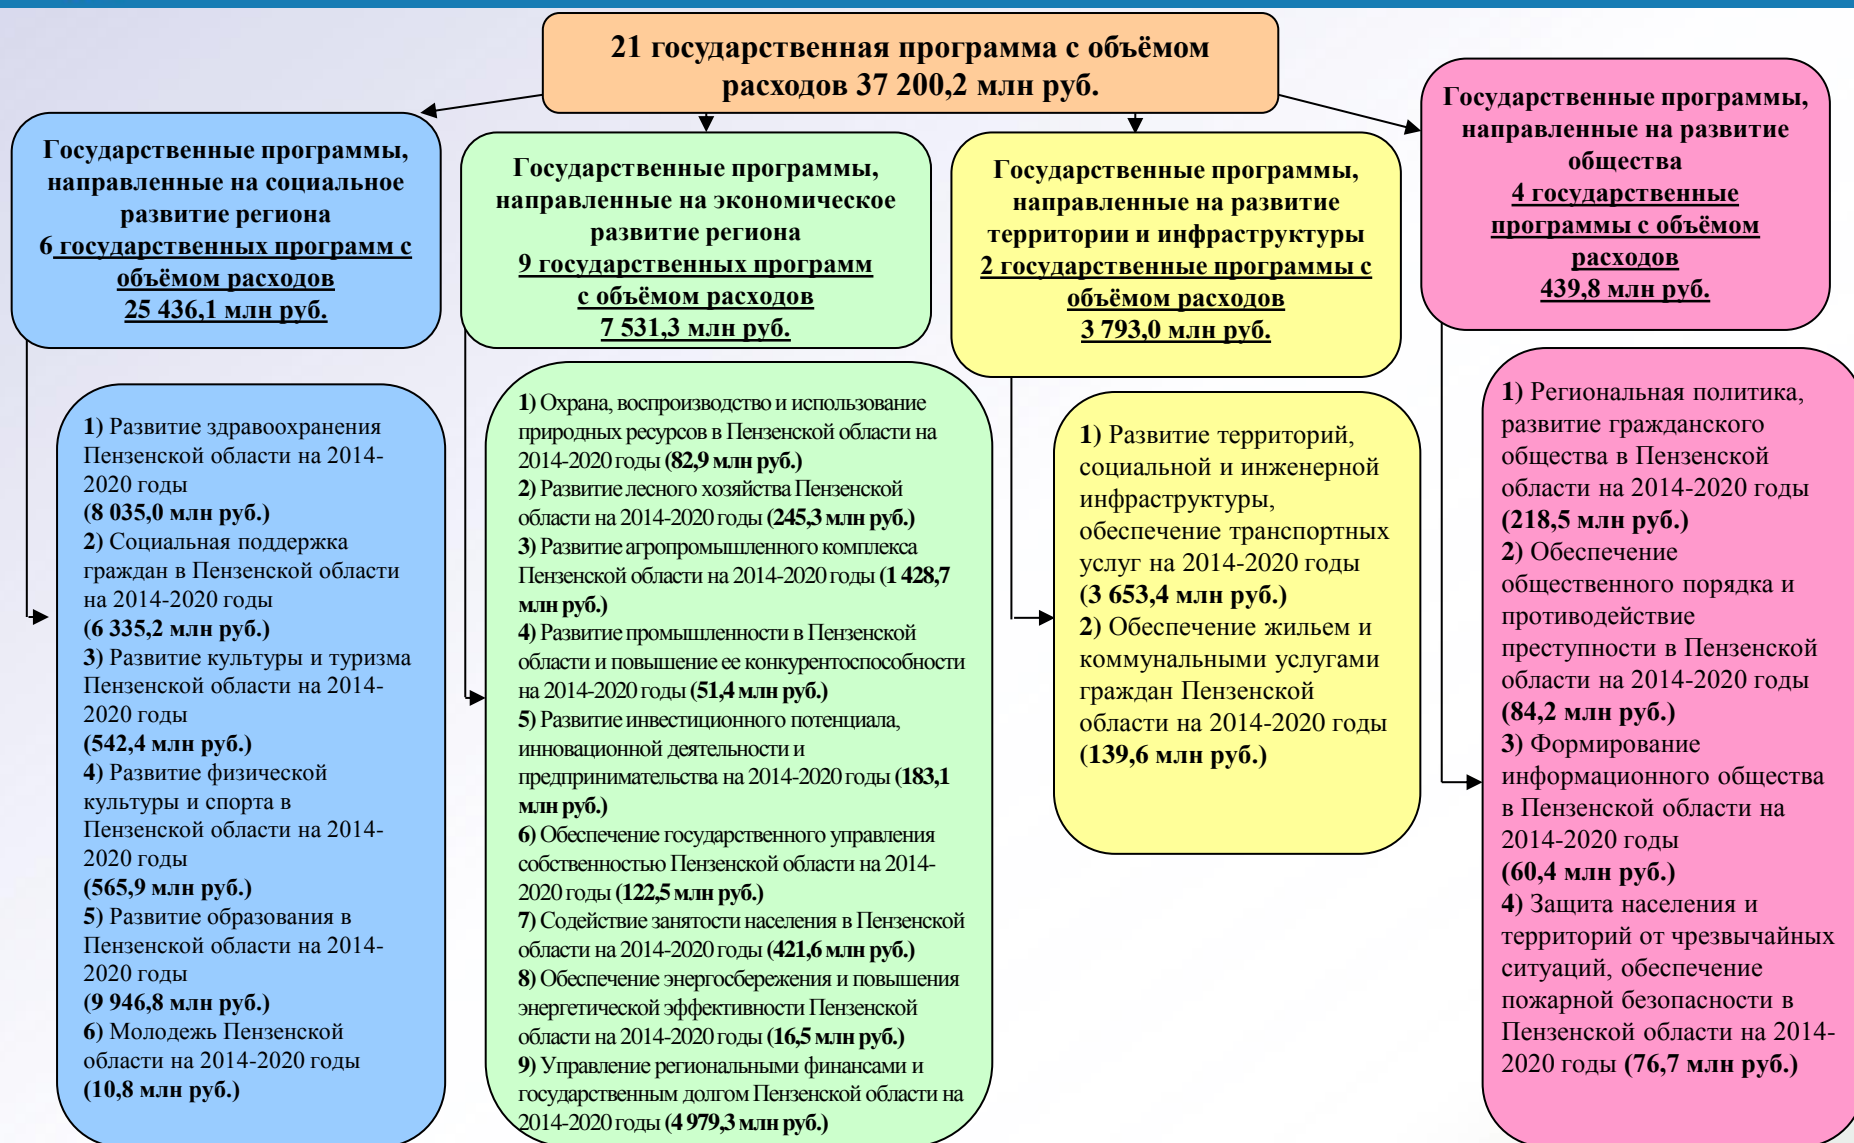 21 государственная программа с объёмом
расходов 37 200,2 млн руб.
Государственные программы,
направленные на социальное
развитие региона
6 государственных программ с
объёмом расходов
25 436,1 млн руб.
Государственные программы,
направленные на экономическое
развитие региона
9 государственных программ
с объёмом расходов
7 531,3 млн руб.
Государственные программы,
направленные на развитие
территории и инфраструктуры
2 государственные программы с
объёмом расходов
3 793,0 млн руб.
Государственные программы,
направленные на развитие
общества
4 государственные
программы с объёмом
расходов
439,8 млн руб.
1) Развитие здравоохранения
Пензенской области на 2014-
2020 годы
(8 035,0 млн руб.)
2) Социальная поддержка
граждан в Пензенской области
на 2014-2020 годы
(6 335,2 млн руб.)
3) Развитие культуры и туризма
Пензенской области на 2014-
2020 годы
(542,4 млн руб.)
4) Развитие физической
культуры и спорта в
Пензенской области на 2014-
2020 годы
(565,9 млн руб.)
5) Развитие образования в
Пензенской области на 2014-
2020 годы
(9 946,8 млн руб.)
6) Молодежь Пензенской
области на 2014-2020 годы
(10,8 млн руб.)
1) Охрана, воспроизводство и использование
природных ресурсов в Пензенской области на
2014-2020 годы (82,9 млн руб.)
2) Развитие лесного хозяйства Пензенской
области на 2014-2020 годы (245,3 млн руб.)
3) Развитие агропромышленного комплекса
Пензенской области на 2014-2020 годы (1 428,7
млн руб.)
4) Развитие промышленности в Пензенской
области и повышение ее конкурентоспособности
на 2014-2020 годы (51,4 млн руб.)
5) Развитие инвестиционного потенциала,
инновационной деятельности и
предпринимательства на 2014-2020 годы (183,1
млн руб.)
6) Обеспечение государственного управления
собственностью Пензенской области на 2014-
2020 годы (122,5 млн руб.)
7) Содействие занятости населения в Пензенской
области на 2014-2020 годы (421,6 млн руб.)
8) Обеспечение энергосбережения и повышения
энергетической эффективности Пензенской
области на 2014-2020 годы (16,5 млн руб.)
9) Управление региональными финансами и
государственным долгом Пензенской области на
2014-2020 годы (4 979,3 млн руб.)
1) Развитие территорий,
социальной и инженерной
инфраструктуры,
обеспечение транспортных
услуг на 2014-2020 годы
(3 653,4 млн руб.)
2) Обеспечение жильем и
коммунальными услугами
граждан Пензенской
области на 2014-2020 годы
(139,6 млн руб.)
1) Региональная политика,
развитие гражданского
общества в Пензенской
области на 2014-2020 годы
(218,5 млн руб.)
2) Обеспечение
общественного порядка и
противодействие
преступности в Пензенской
области на 2014-2020 годы
(84,2 млн руб.)
3) Формирование
информационного общества
в Пензенской области на
2014-2020 годы
(60,4 млн руб.)
4) Защита населения и
территорий от чрезвычайных
ситуаций, обеспечение
пожарной безопасности в
Пензенской области на 2014-
2020 годы (76,7 млн руб.)